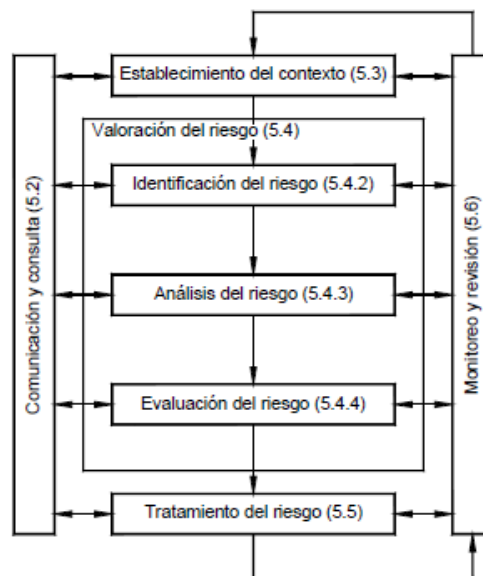 Establecimiento del contexto (5.3)
Valoración del riesgo (5.4)
Identificación del riesgo (5.4.2)
Análisis del riesgo (5.4.3)
Evaluación del riesgo (5.4.4)
Tratamiento del riesgo (5.5)
Comunicación y consulta (5.2)
Monitoreo y revisión (5.6)